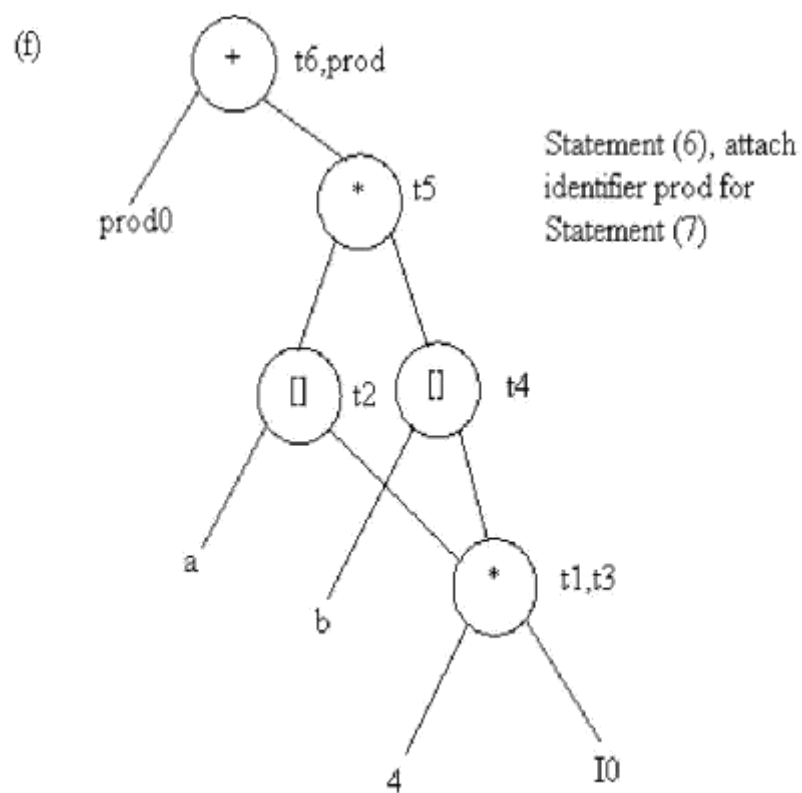 (f)
+
t6,prod
Statement (6), attach
identifier prod for
Statement (7)
*
t5
prod0
[]
t2
[]
t4
a
b
*
t1,t3
4
I0